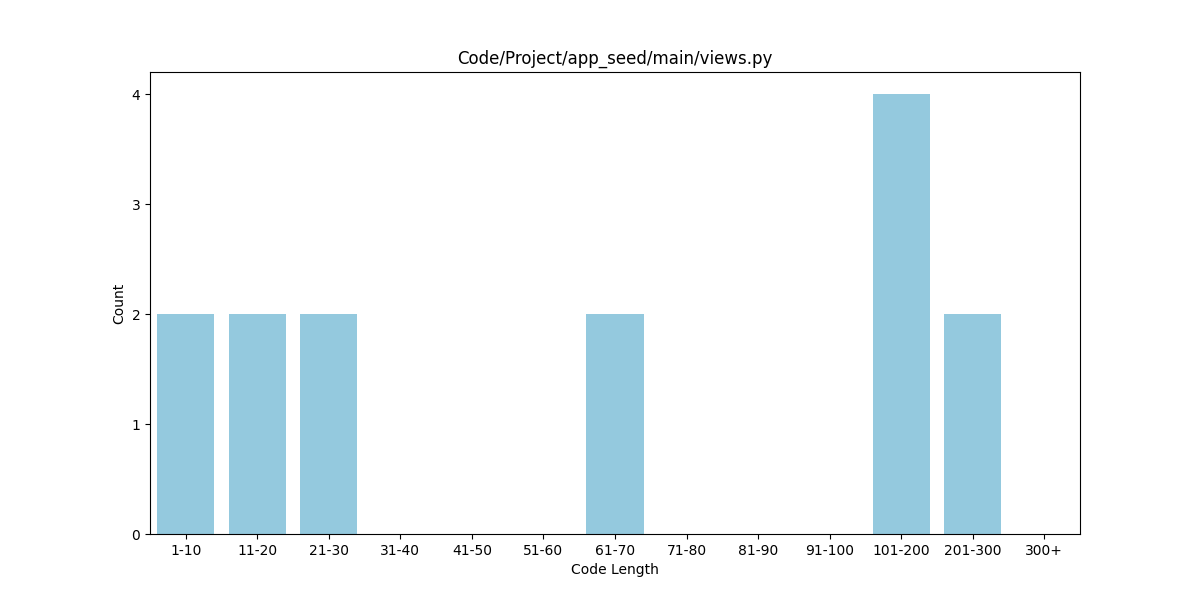 Code/Project/app_seed/main/views.py
4
3
2
1
0
Count
1-10 11-20 21-30 31-40 41-50 51-60 61-70 71-80 81-90 91-100 101-200 201-300 300+
Code Length